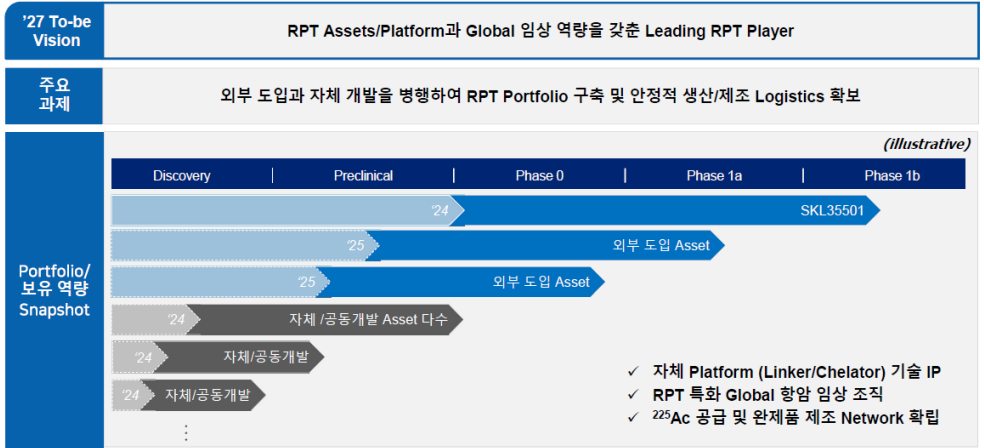 ’27 To-be
Vision
RPT Assets/Platform과 Global 임상 역량을 갖춘 Leading RPT Player
주요
과제
외부 도입과 자체 개발을 병행하여 RPT Portfolio 구축 및 안정적 생산/제조 Logistics 확보
Portfolio/
보유 역량
Snapshot
(illustrative)
Discovery | Preclinical | Phase 0 | Phase 1a | Phase 1b
‘24 SKL35501
‘25 외부 도입 Asset
‘25 외부 도입 Asset
‘24 자체 /공동개발 Asset 다수
‘24 자체/공동개발
‘24 자체/공동개발
⋮
✓ 자체 Platform (Linker/Chelator) 기술 IP
✓ RPT 특화 Global 항암 임상 조직
✓ ²²⁵Ac 공급 및 완제품 제조 Network 확립